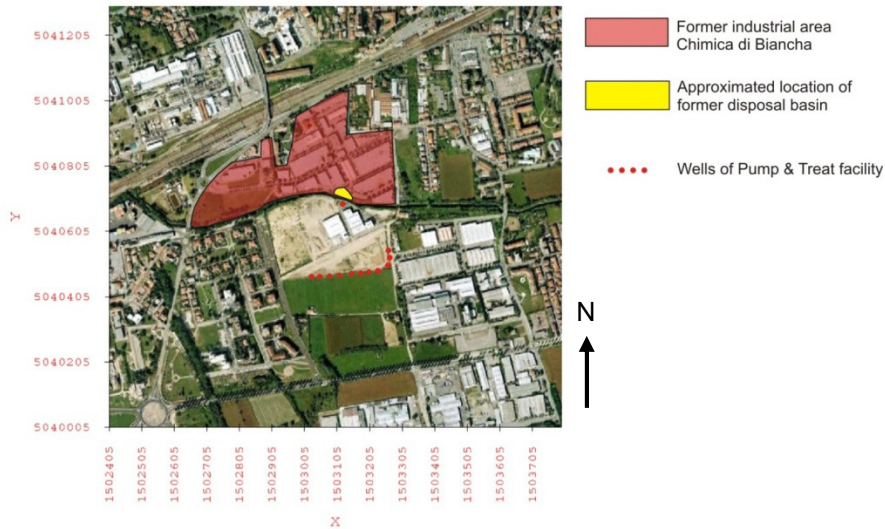 5041205
5041005
5040805
5040605
5040405
5040205
5040005
Y
1502405
1502505
1502605
1502705
1502805
1502905
1503005
1503105
1503205
1503305
1503405
1503505
1503605
1503705
X
Former industrial area
Chimica di Biancha
Approximated location of
former disposal basin
Wells of Pump & Treat facility
N